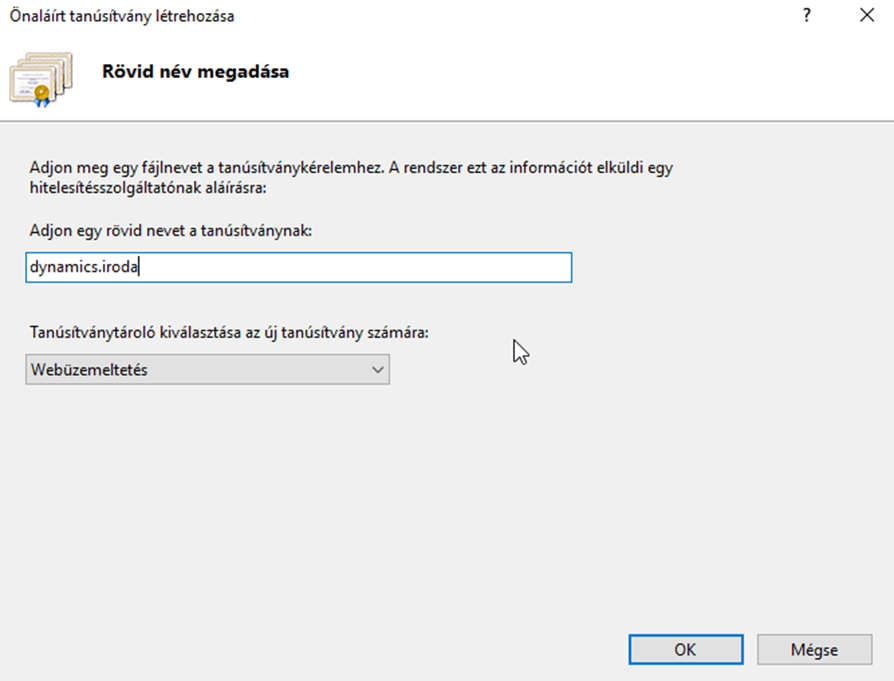 Önaláírt tanúsítvány létrehozása
?
Rövid név megadása
Adjon meg egy fájlnevet a tanúsítványkérelemhez. A rendszer ezt az információt elküldi egy
hitelesítésszolgáltatónak aláírásra:
Adjon egy rövid nevet a tanúsítványnak:
dynamics.iroda
Tanúsítványtároló kiválasztása az új tanúsítvány számára:
Webüzemeltetés
OK
Mégse